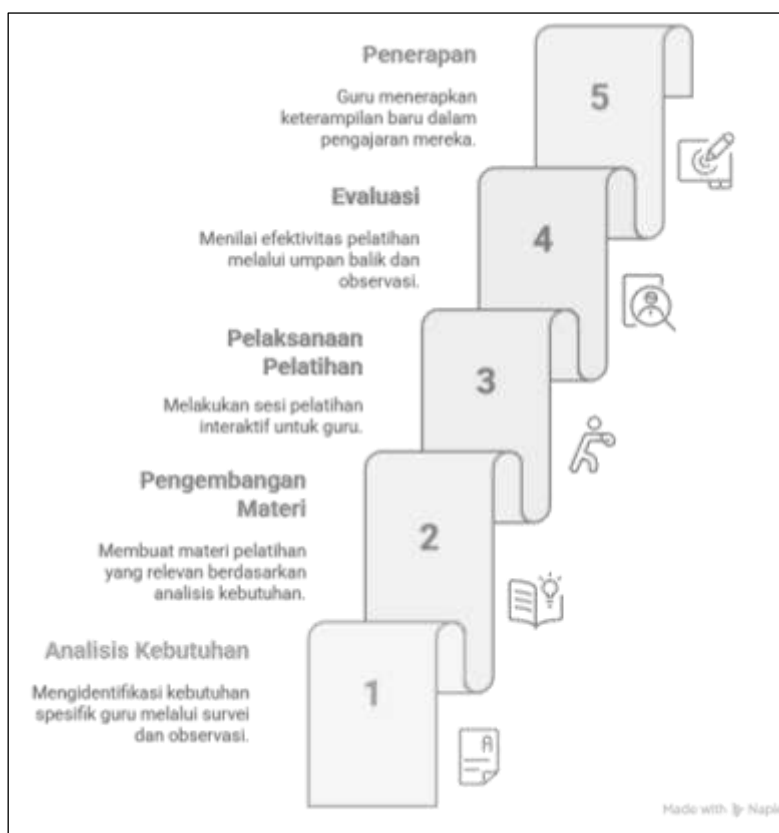 Penerapan
5
Guru menerapkan
keterampilan baru dalam
pengajaran mereka.
Evaluasi
4
Menilai efektivitas pelatihan
melalui umpan balik dan
observasi.
Pelaksanaan
Pelatihan
3
Melakukan sesi pelatihan
interaktif untuk guru.
Pengembangan
Materi
2
Membuat materi pelatihan
yang relevan berdasarkan
analisis kebutuhan.
Analisis Kebutuhan
1
Mengidentifikasi kebutuhan
spesifik guru melalui survei
dan observasi.
A
Made with